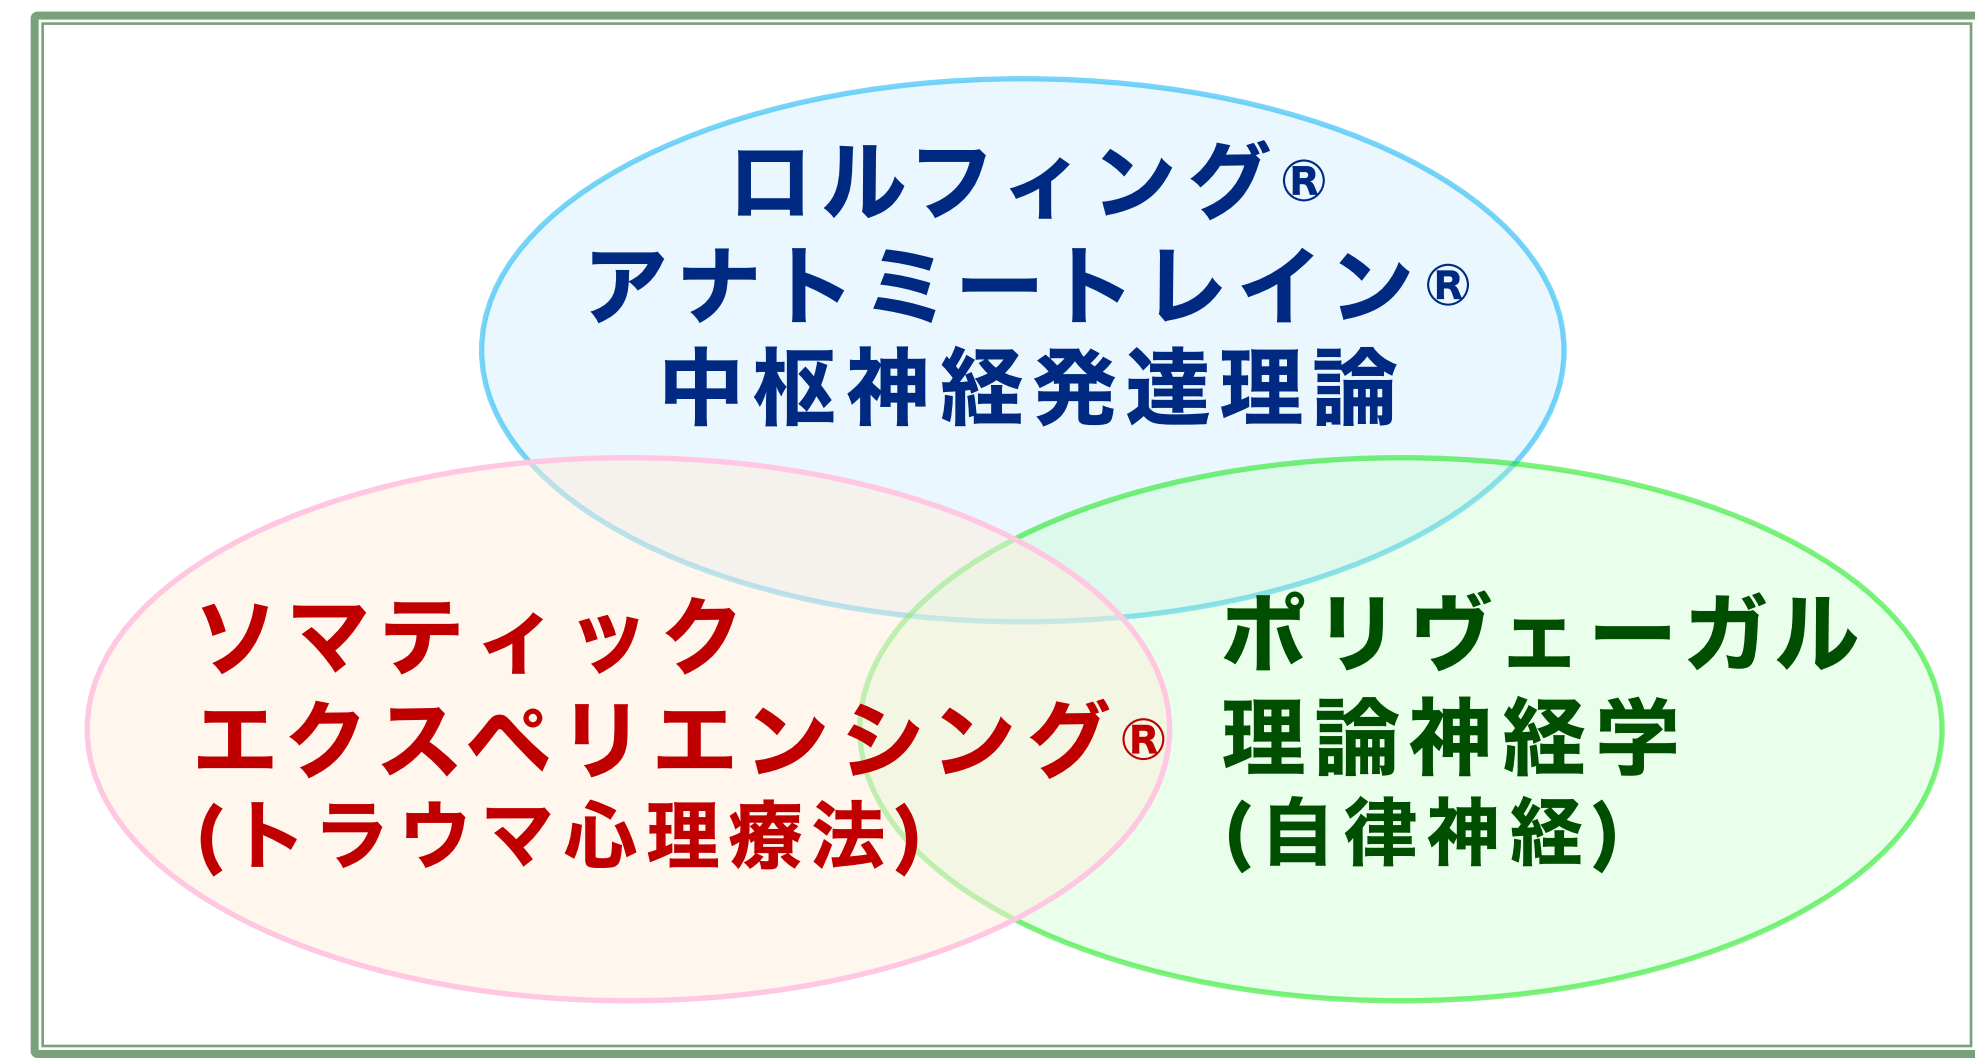 ロルフィング®
アナトミートレイン®
中枢神経発達理論
ソマティック
エクスペリエンシング®
(トラウマ心理療法)
ポリヴェーガル
理論神経学
(自律神経)